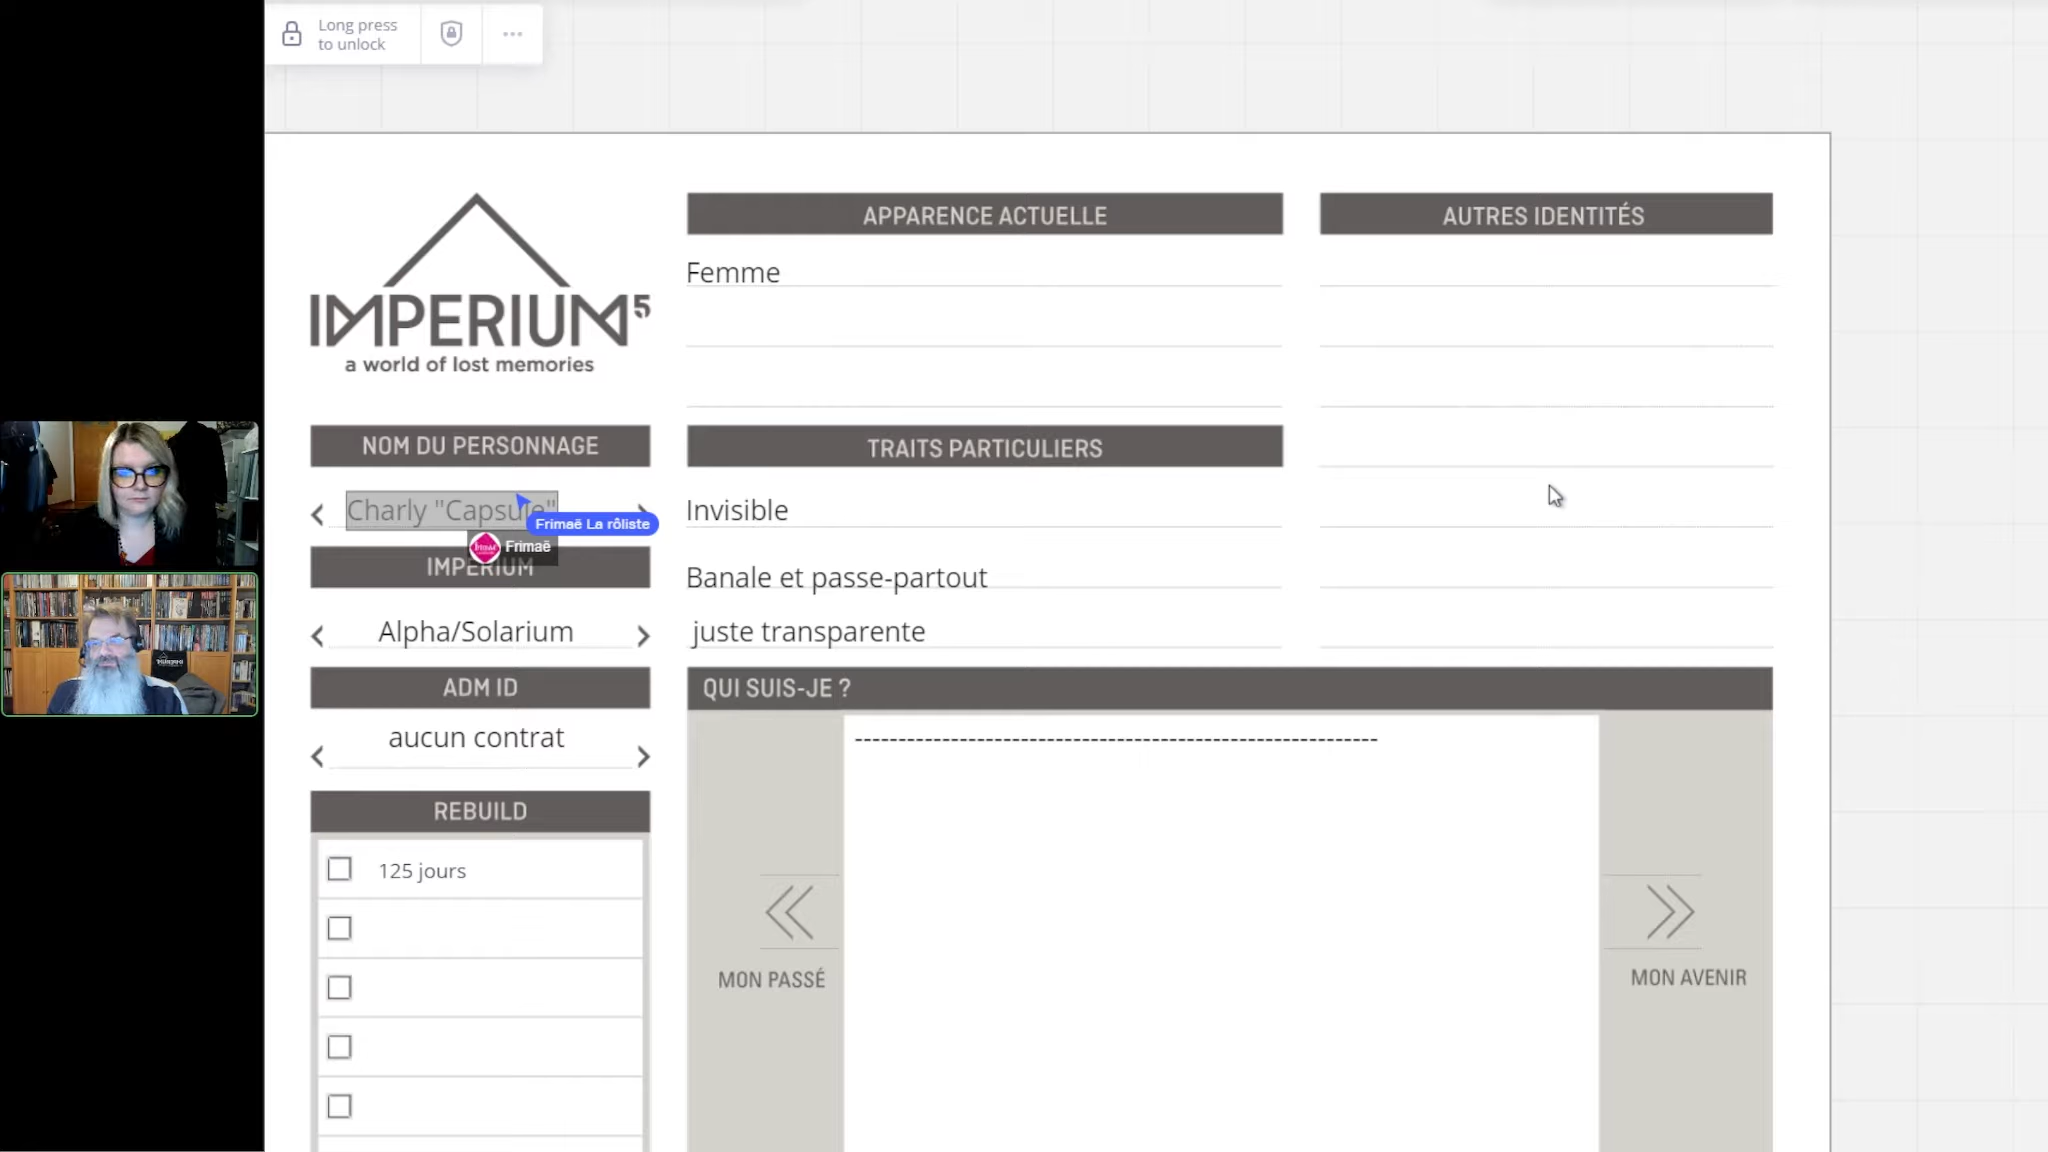 Long press
to unlock
IMPERIUM5
a world of lost memories
NOM DU PERSONNAGE
Charly "Capsule"
Frimaë La rôliste
Frimaë
IMPERIUM
Alpha/Solarium
ADM ID
aucun contrat
REBUILD
125 jours
APPARENCE ACTUELLE
Femme
TRAITS PARTICULIERS
Invisible
Banale et passe-partout
juste transparente
AUTRES IDENTITÉS
QUI SUIS-JE ?
------------------------------------------------------------
MON PASSÉ
MON AVENIR